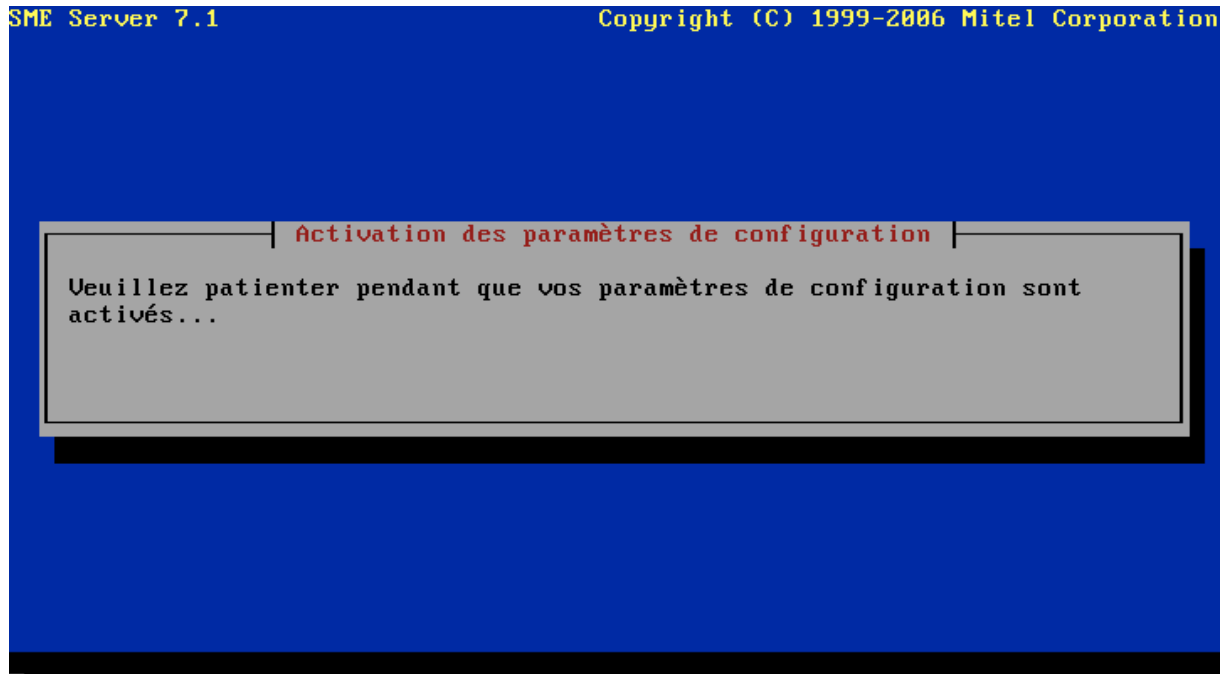 SME Server 7.1 Copyright (C) 1999-2006 Mitel Corporation
Activation des paramètres de configuration
Veuillez patienter pendant que vos paramètres de configuration sont
activés...